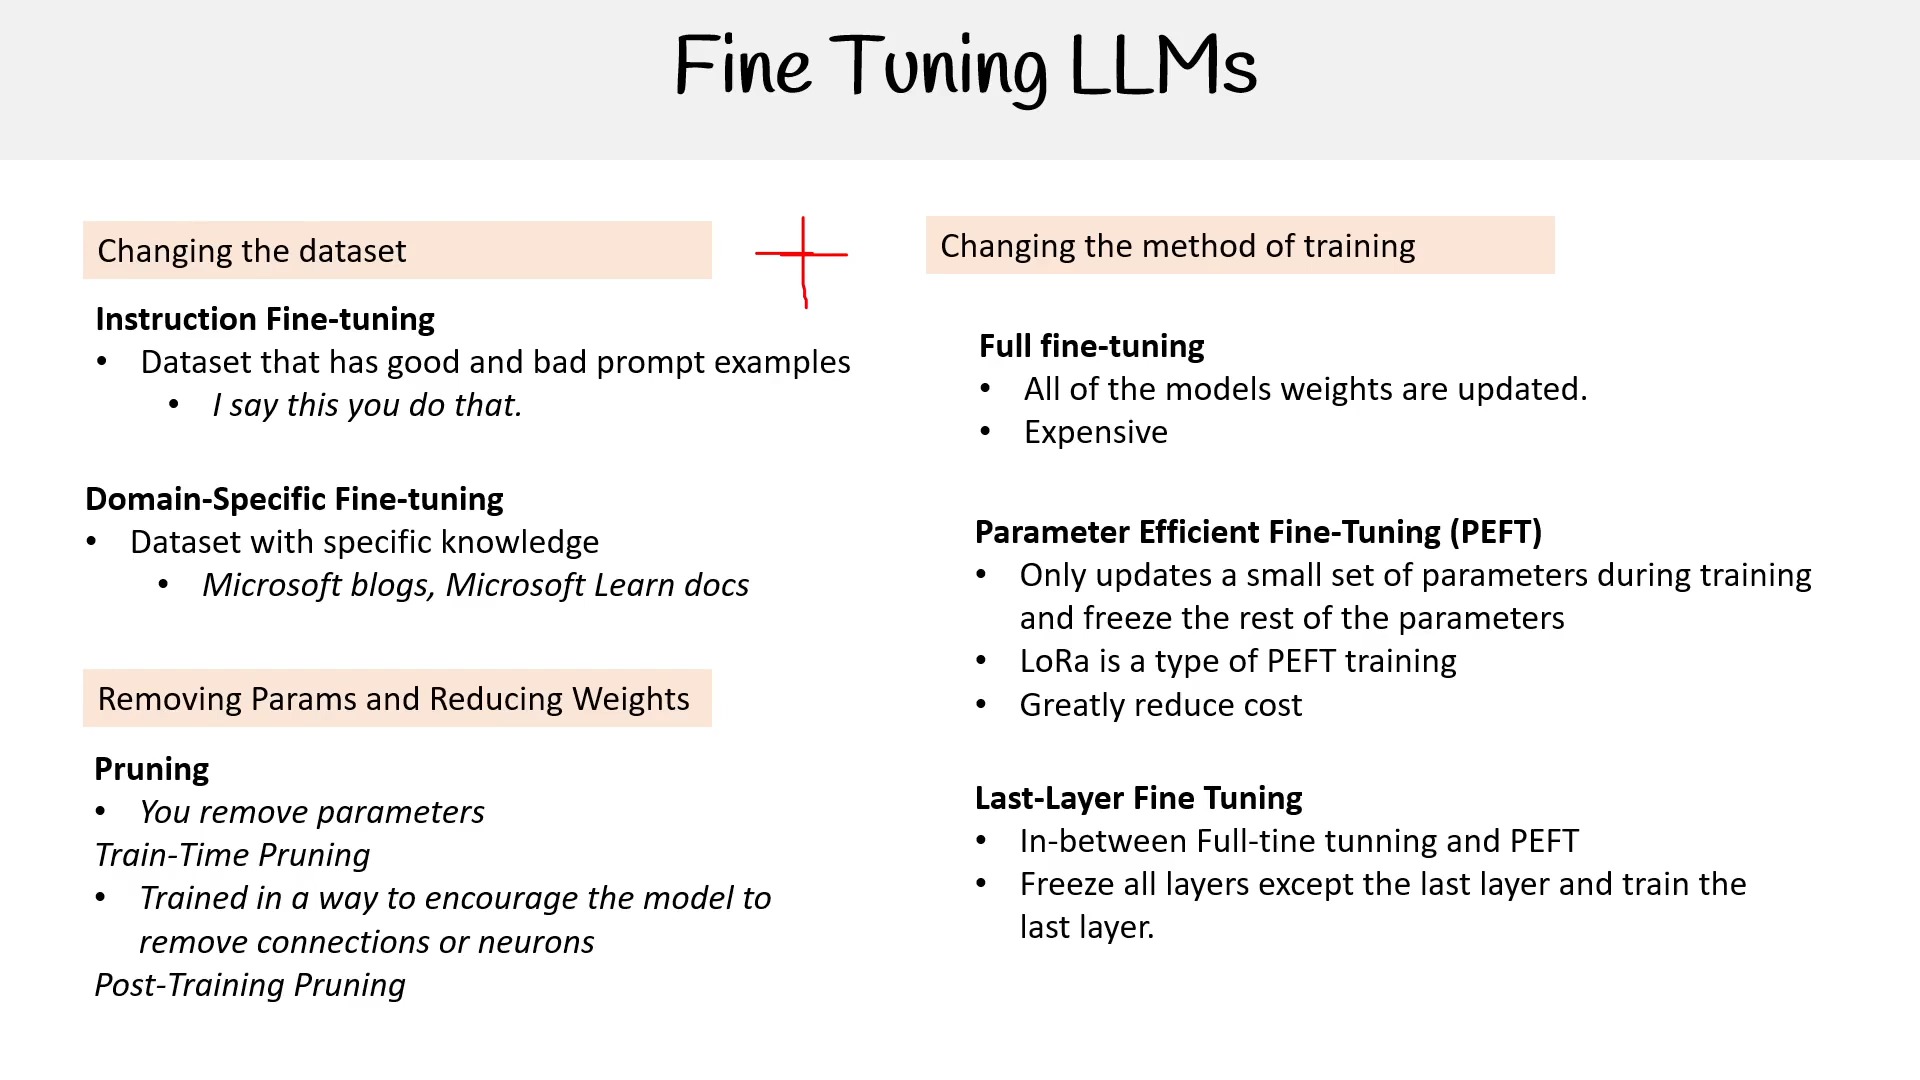 Fine Tuning LLMs
Changing the dataset
Instruction Fine-tuning
• Dataset that has good and bad prompt examples
• I say this you do that.
Domain-Specific Fine-tuning
• Dataset with specific knowledge
• Microsoft blogs, Microsoft Learn docs
Removing Params and Reducing Weights
Pruning
• You remove parameters
Train-Time Pruning
• Trained in a way to encourage the model to
remove connections or neurons
Post-Training Pruning
Changing the method of training
Full fine-tuning
• All of the models weights are updated.
• Expensive
Parameter Efficient Fine-Tuning (PEFT)
• Only updates a small set of parameters during training
and freeze the rest of the parameters
• LoRa is a type of PEFT training
• Greatly reduce cost
Last-Layer Fine Tuning
• In-between Full-tine tunning and PEFT
• Freeze all layers except the last layer and train the
last layer.